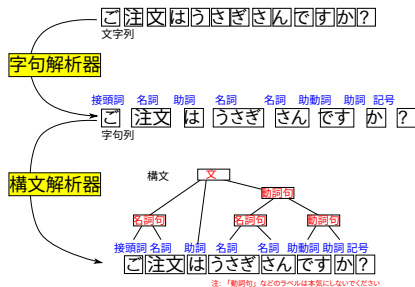 ご注文はうさぎさんですか?
文字列
字句解析器
接頭詞 名詞 助詞 名詞 名詞 助動詞 助詞 記号
ご 注文 は うさぎ さん です か ?
字句列
構文解析器
構文
文
動詞句
名詞句 名詞句 動詞句
接頭詞 名詞 助詞 名詞 名詞 助動詞 助詞 記号
ご 注文 は うさぎ さん です か ?
注:「動詞句」などのラベルは本気にしないでください